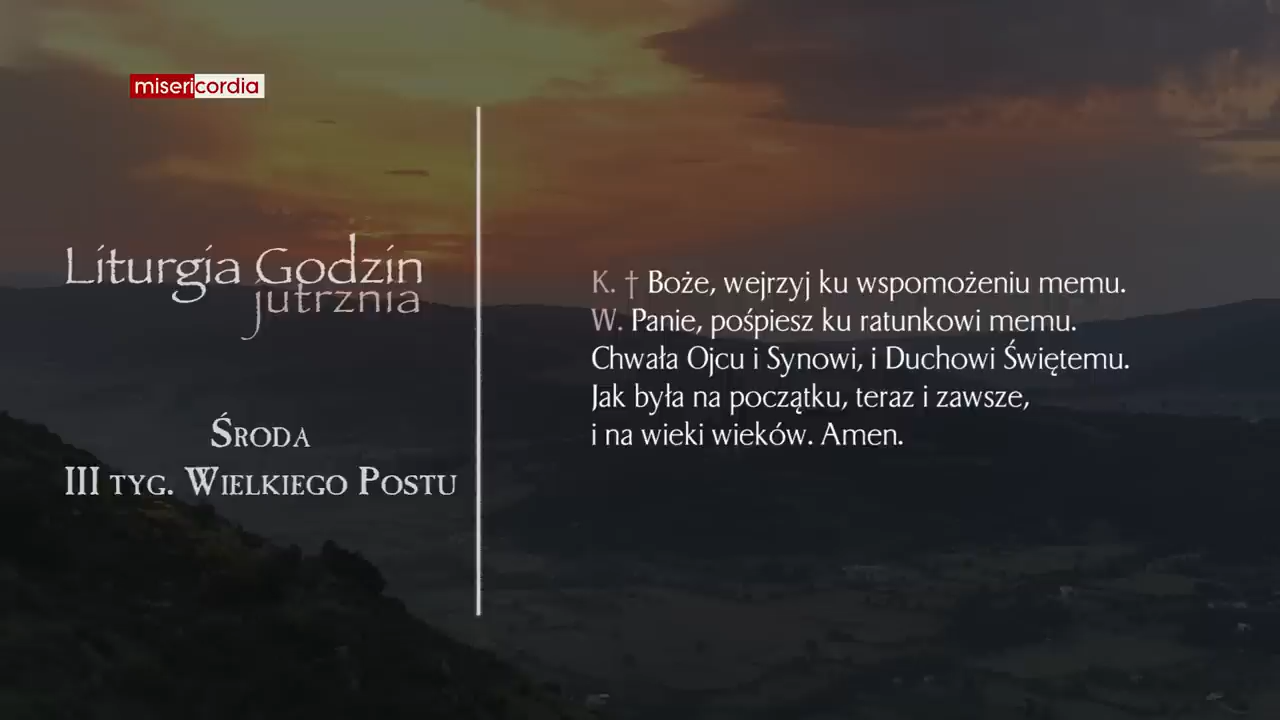 misericordia
Liturgia Godzin
jutrznia
Środa
III tyg. Wielkiego Postu
K. † Boże, wejrzyj ku wspomożeniu memu.
W. Panie, pośpiesz ku ratunkowi memu.
Chwała Ojcu i Synowi, i Duchowi Świętemu.
Jak była na początku, teraz i zawsze,
i na wieki wieków. Amen.